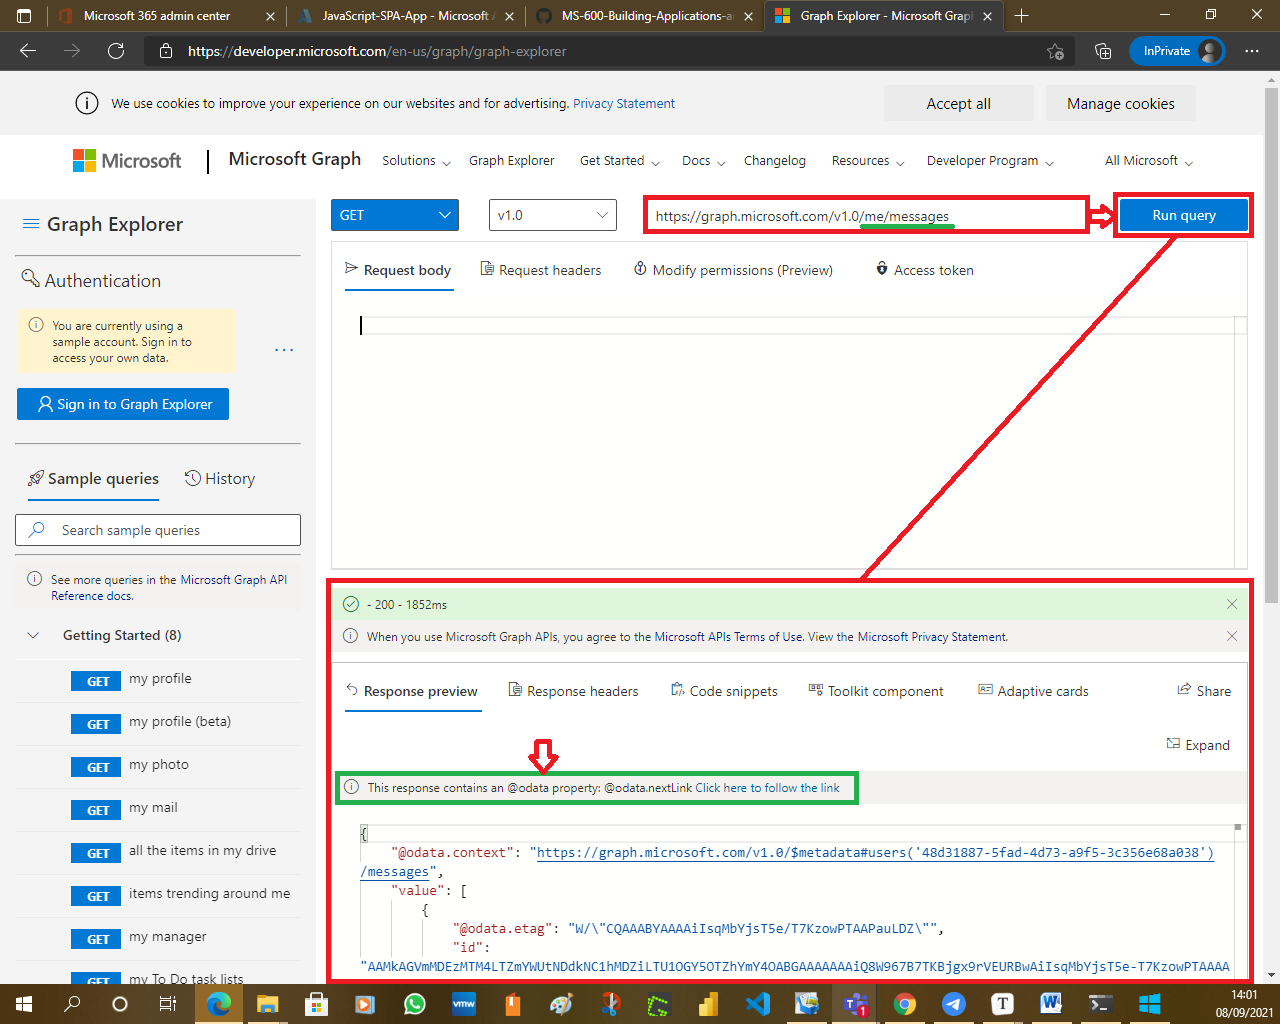 Microsoft 365 admin center
JavaScript-SPA-App - Microsoft A
MS-600-Building-Applications-a
Graph Explorer - Microsoft Graph
https://developer.microsoft.com/en-us/graph/graph-explorer
InPrivate
We use cookies to improve your experience on our websites and for advertising. Privacy Statement
Accept all
Manage cookies
Microsoft
Microsoft Graph
Solutions
Graph Explorer
Get Started
Docs
Changelog
Resources
Developer Program
All Microsoft
Graph Explorer
GET
v1.0
https://graph.microsoft.com/v1.0/me/messages
Run query
Authentication
You are currently using a
sample account. Sign in to
access your own data.
...
Sign in to Graph Explorer
Request body
Request headers
Modify permissions (Preview)
Access token
Sample queries
History
Search sample queries
See more queries in the Microsoft Graph API
Reference docs.
Getting Started (8)
GET my profile
GET my profile (beta)
GET my photo
GET my mail
GET all the items in my drive
GET items trending around me
GET my manager
GET my To Do task lists
- 200 - 1852ms
When you use Microsoft Graph APIs, you agree to the Microsoft APIs Terms of Use. View the Microsoft Privacy Statement.
Response preview
Response headers
Code snippets
Toolkit component
Adaptive cards
Share
Expand
This response contains an @odata property: @odata.nextLink Click here to follow the link
{
"@odata.context": "https://graph.microsoft.com/v1.0/$metadata#users('48d31887-5fad-4d73-a9f5-3c356e68a038')
/messages",
"value": [
{
"@odata.etag": "W/\"CQAAABYAAAAiIsqMbYjsT5e/T7KzowPTAAPauLDZ\"",
"id":
"AAMkAGVmMDEzMTM4LTZmYWUtNDdkNC1hMDZiLTU1OGY5OTZhYmY4OABGAAAAAAAiQ8W967B7TKBjgx9rVEURBwAiIsqMbYjsT5e-T7KzowPTAAAA
vmw
T
W
1
14:01
08/09/2021